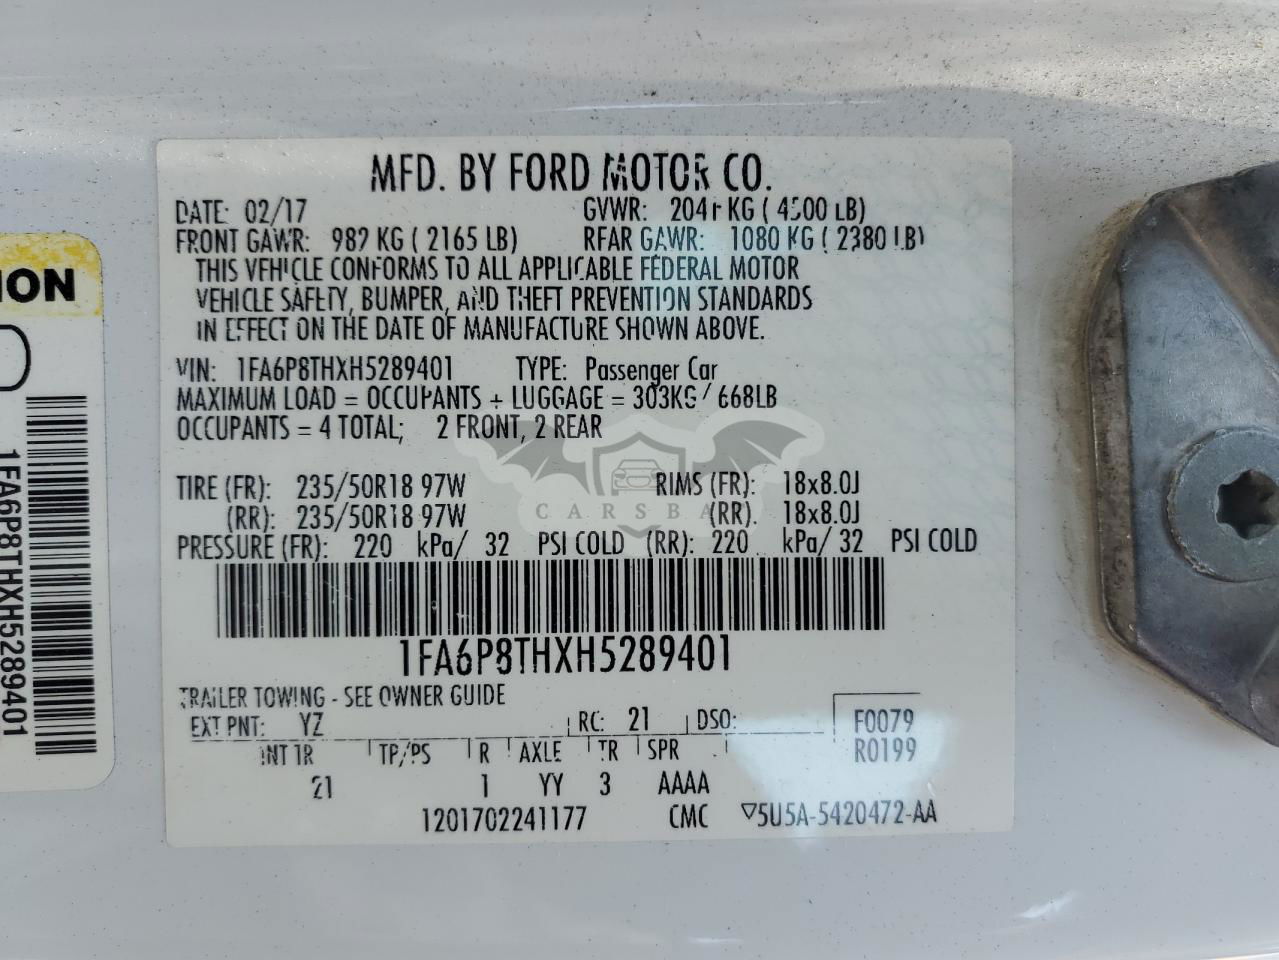 MFD. BY FORD MOTOR CO.
DATE: 02/17 GVWR: 2041 KG ( 4500 LB)
FRONT GAWR: 982 KG ( 2165 LB) REAR GAWR: 1080 KG ( 2380 LB)
THIS VEHICLE CONFORMS TO ALL APPLICABLE FEDERAL MOTOR
VEHICLE SAFETY, BUMPER, AND THEFT PREVENTION STANDARDS
IN EFFECT ON THE DATE OF MANUFACTURE SHOWN ABOVE.
VIN: 1FA6P8THXH5289401 TYPE: Passenger Car
MAXIMUM LOAD = OCCUPANTS + LUGGAGE = 303KG / 668LB
OCCUPANTS = 4 TOTAL; 2 FRONT, 2 REAR
TIRE (FR): 235/50R18 97W RIMS (FR): 18x8.0J
(RR): 235/50R18 97W (RR): 18x8.0J
PRESSURE (FR): 220 kPa/ 32 PSI COLD (RR): 220 kPa/ 32 PSI COLD
1FA6P8THXH5289401
TRAILER TOWING - SEE OWNER GUIDE
EXT PNT: YZ RC: 21 DSO: F0079
INT TR TP/PS R AXLE TR SPR R0199
21 1 YY 3 AAAA
1201702241177 CMC ▽5U5A-5420472-AA
ION
1FA6P8THXH5289401
CARSBA